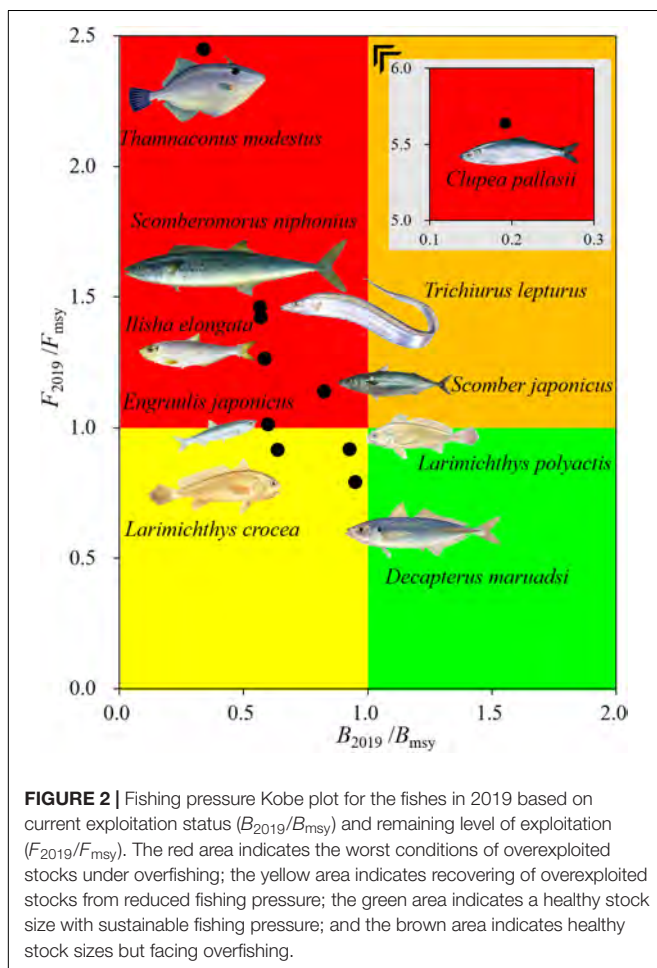 2.5
2.0
1.5
1.0
0.5
0.0
F2019 /Fmsy
0.0 0.5 1.0 1.5 2.0
B2019 /Bmsy
Thamnaconus modestus
Scomberomorus niphonius
Ilisha elongata
Engraulis japonicus
Larimichthys crocea
6.0
5.5
5.0
0.1 0.2 0.3
Clupea pallasii
Trichiurus lepturus
Scomber japonicus
Larimichthys polyactis
Decapterus maruadsi
FIGURE 2 | Fishing pressure Kobe plot for the fishes in 2019 based on
current exploitation status (B2019/Bmsy) and remaining level of exploitation
(F2019/Fmsy). The red area indicates the worst conditions of overexploited
stocks under overfishing; the yellow area indicates recovering of overexploited
stocks from reduced fishing pressure; the green area indicates a healthy stock
size with sustainable fishing pressure; and the brown area indicates healthy
stock sizes but facing overfishing.